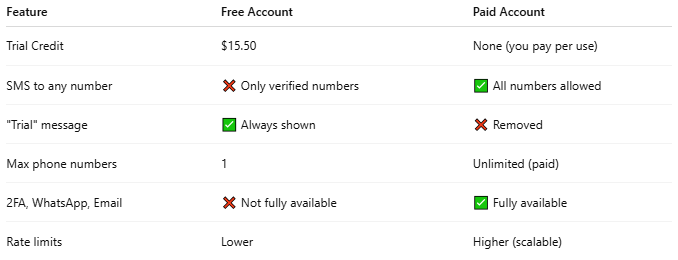 Feature Free Account Paid Account
Trial Credit $15.50 None (you pay per use)
SMS to any number ❌ Only verified numbers ✅ All numbers allowed
"Trial" message ✅ Always shown ❌ Removed
Max phone numbers 1 Unlimited (paid)
2FA, WhatsApp, Email ❌ Not fully available ✅ Fully available
Rate limits Lower Higher (scalable)